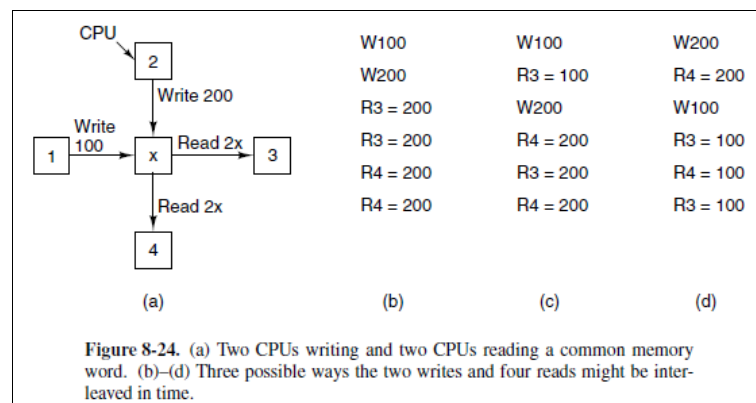 CPU
2
Write 200
Write
100
1
x
Read 2x
3
Read 2x
4
(a)
W100
W200
R3 = 200
R3 = 200
R4 = 200
R4 = 200
(b)
W100
R3 = 100
W200
R4 = 200
R3 = 200
R4 = 200
(c)
W200
R4 = 200
W100
R3 = 100
R4 = 100
R3 = 100
(d)
Figure 8-24. (a) Two CPUs writing and two CPUs reading a common memory
word. (b)–(d) Three possible ways the two writes and four reads might be inter-
leaved in time.